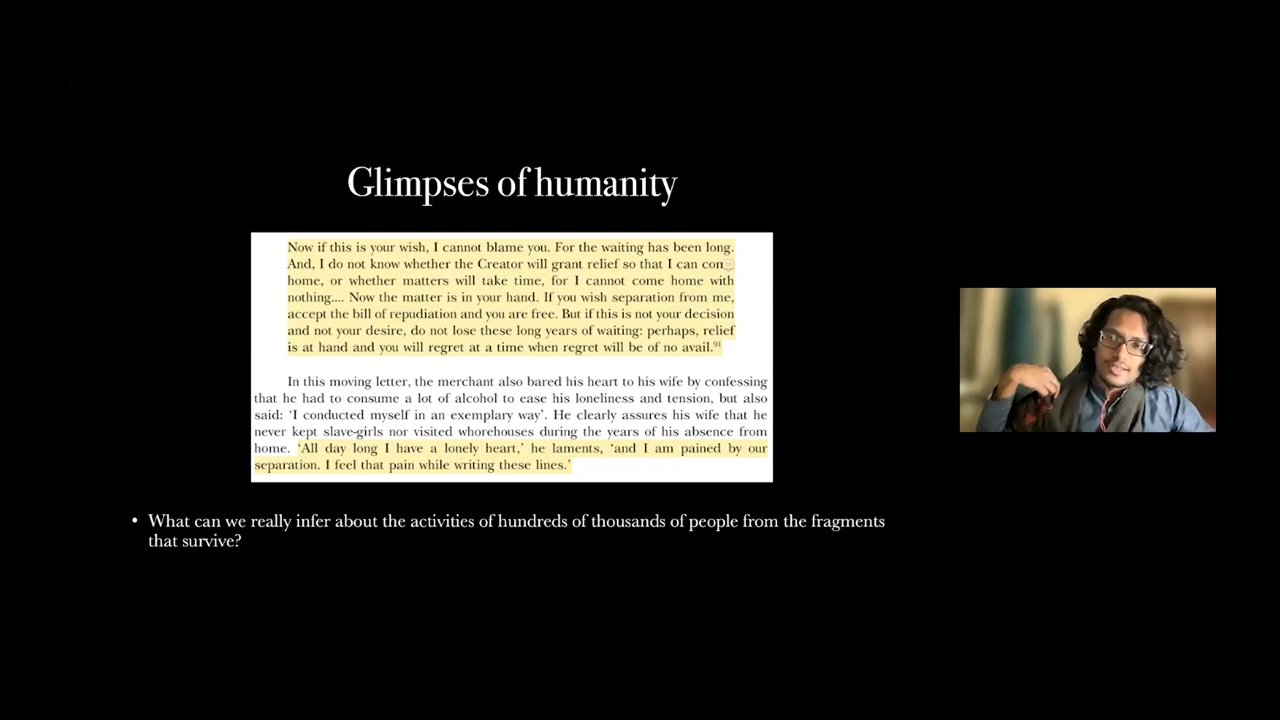 Glimpses of humanity
Now if this is your wish, I cannot blame you. For the waiting has been long.
And, I do not know whether the Creator will grant relief so that I can
home, or whether matters will take time, for I cannot come home with
nothing.... Now the matter is in your hand. If you wish separation from me,
accept the bill of repudiation and you are free. But if this is not your decision
and not your desire, do not lose these long years of waiting: perhaps, relief
is at hand and you will regret at a time when regret will be of no avail.⁹¹
In this moving letter, the merchant also bared his heart to his wife by confessing
that he had to consume a lot of alcohol to ease his loneliness and tension, but also
said: ‘I conducted myself in an exemplary way’. He clearly assures his wife that he
never kept slave-girls nor visited whorehouses during the years of his absence from
home. ‘All day long I have a lonely heart,’ he laments, ‘and I am pained by our
separation. I feel that pain while writing these lines.’
• What can we really infer about the activities of hundreds of thousands of people from the fragments
that survive?